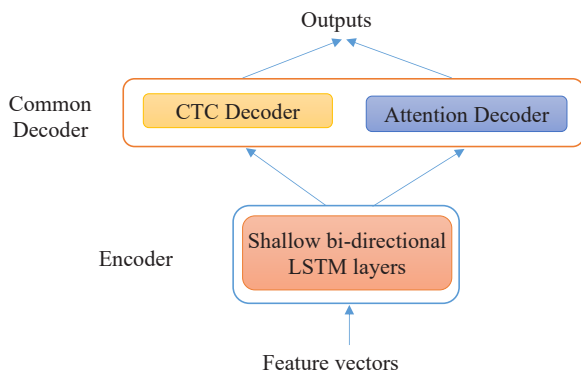 Outputs
Common
Decoder
CTC Decoder
Attention Decoder
Encoder
Shallow bi-directional
LSTM layers
Feature vectors